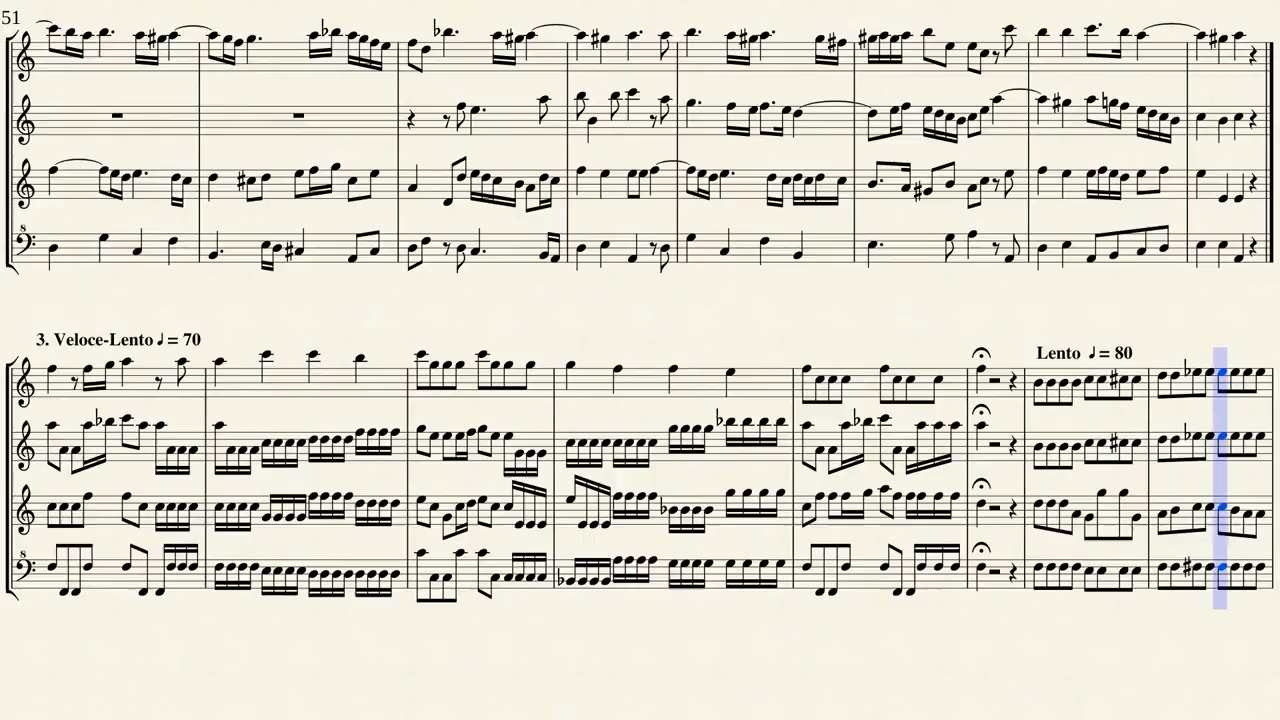 51
3. Veloce-Lento ♩ = 70
Lento ♩ = 80